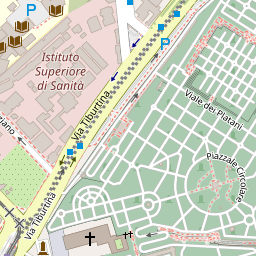 P
P
Istituto
Superiore
di Sanità
Via Tiburtina
Viale dei Platani
Piazzale Circolare
Via Tiburtina